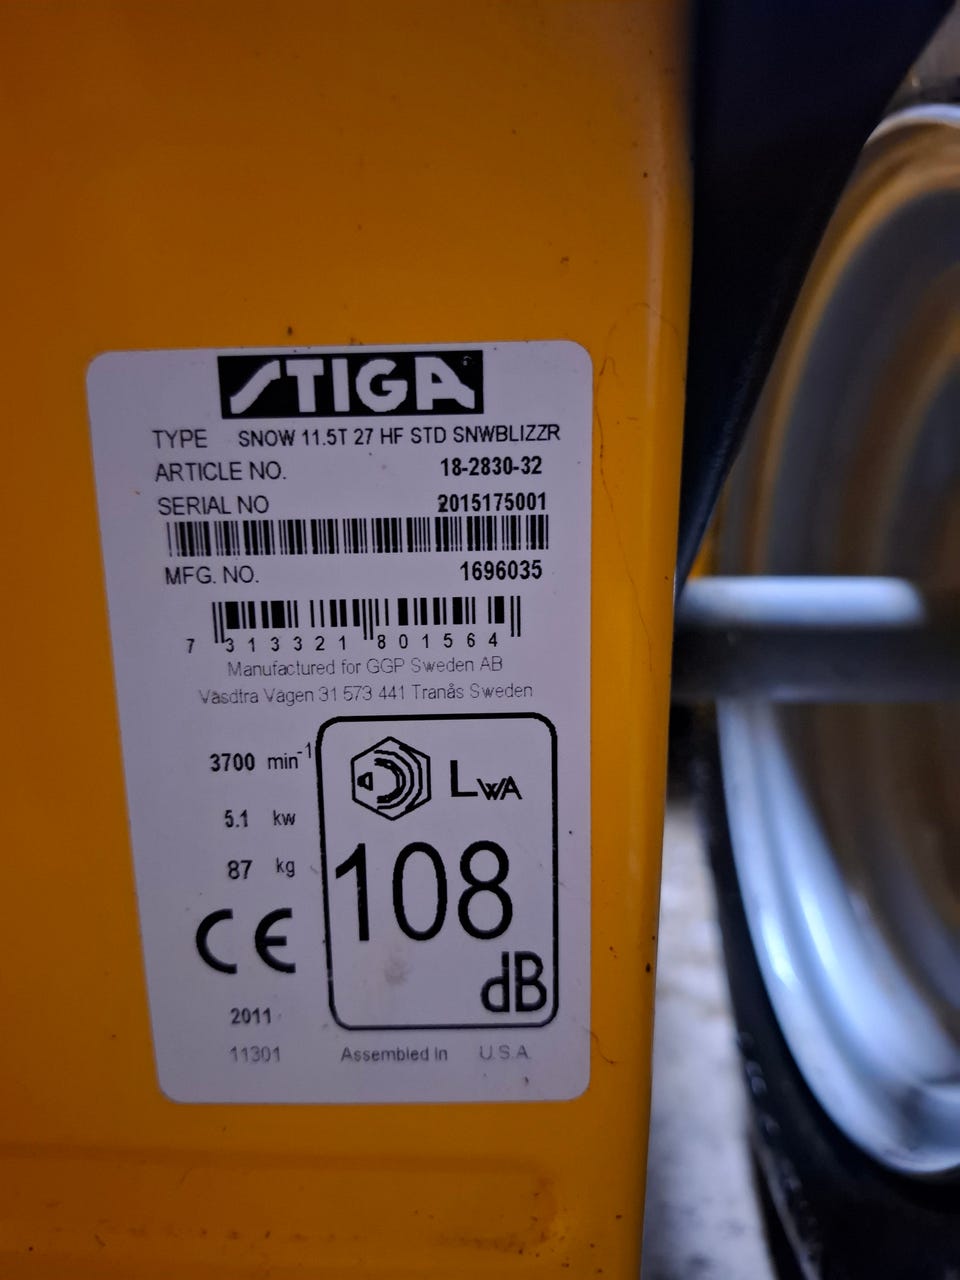 STIGA
TYPE SNOW 11.5T 27 HF STD SNWBLIZZR
ARTICLE NO. 18-2830-32
SERIAL NO 2015175001
MFG. NO. 1696035
7 313321 801564
Manufactured for GGP Sweden AB
Väsdtra Vägen 31 573 441 Tranås Sweden
3700 min-1
5.1 kw
87 kg
CE
LWA
108
dB
2011
11301 Assembled In U.S.A.